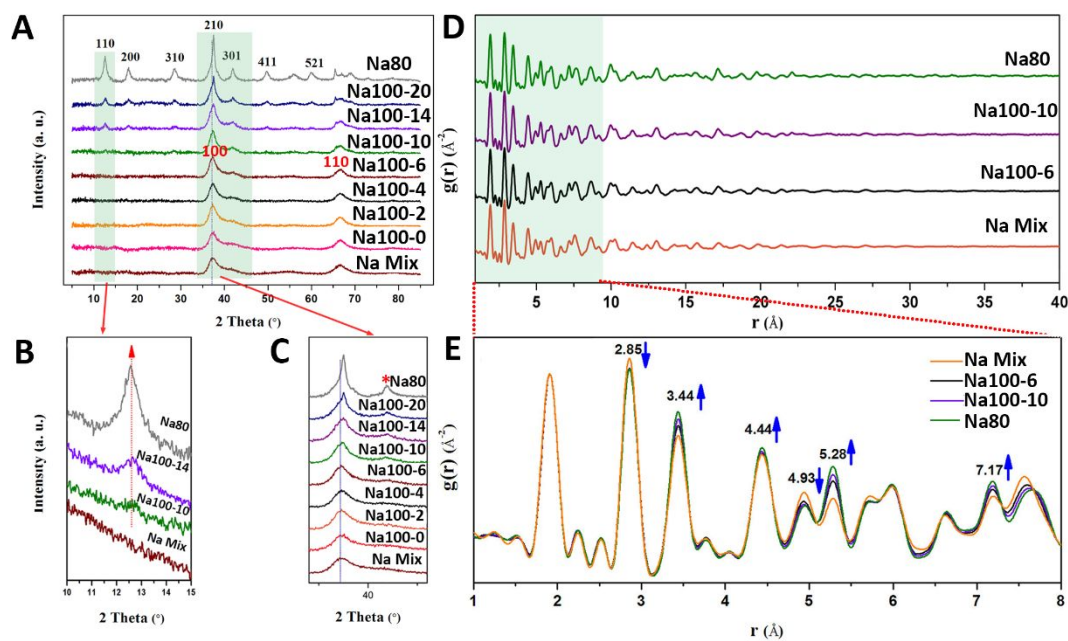 A
110
200
310
210
301
411
521
Na80
Na100-20
Na100-14
Na100-10
100
Na100-6
110
Na100-4
Na100-2
Na100-0
Na Mix
Intensity (a. u.)
10 20 30 40 50 60 70 80
2 Theta (°)
D
Na80
Na100-10
Na100-6
Na Mix
g(r) (Å⁻²)
5 10 15 20 25 30 35 40
r (Å)
B
Na80
Na100-14
Na100-10
Na Mix
Intensity (a. u.)
10 11 12 13 14 15
2 Theta (°)
C
*
Na80
Na100-20
Na100-14
Na100-10
Na100-6
Na100-4
Na100-2
Na100-0
Na Mix
40
2 Theta (°)
E
2.85
3.44
4.44
4.93
5.28
7.17
Na Mix
Na100-6
Na100-10
Na80
g(r) (Å⁻²)
1 2 3 4 5 6 7 8
r (Å)